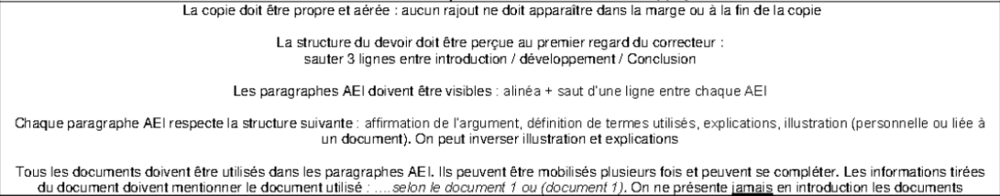 La copie doit être propre et aérée : aucun rajout ne doit apparaître dans la marge ou à la fin de la copie
La structure du devoir doit être perçue au premier regard du correcteur :
sauter 3 lignes entre introduction / développement / Conclusion
Les paragraphes AEI doivent être visibles : alinéa + saut d'une ligne entre chaque AEI
Chaque paragraphe AEI respecte la structure suivante : affirmation de l'argument, définition de termes utilisés, explications, illustration (personnelle ou liée à
un document). On peut inverser illustration et explications
Tous les documents doivent être utilisés dans les paragraphes AEI. Ils peuvent être mobilisés plusieurs fois et peuvent se compléter. Les informations tirées
du document doivent mentionner le document utilisé : ....selon le document 1 ou (document 1). On ne présente jamais en introduction les documents